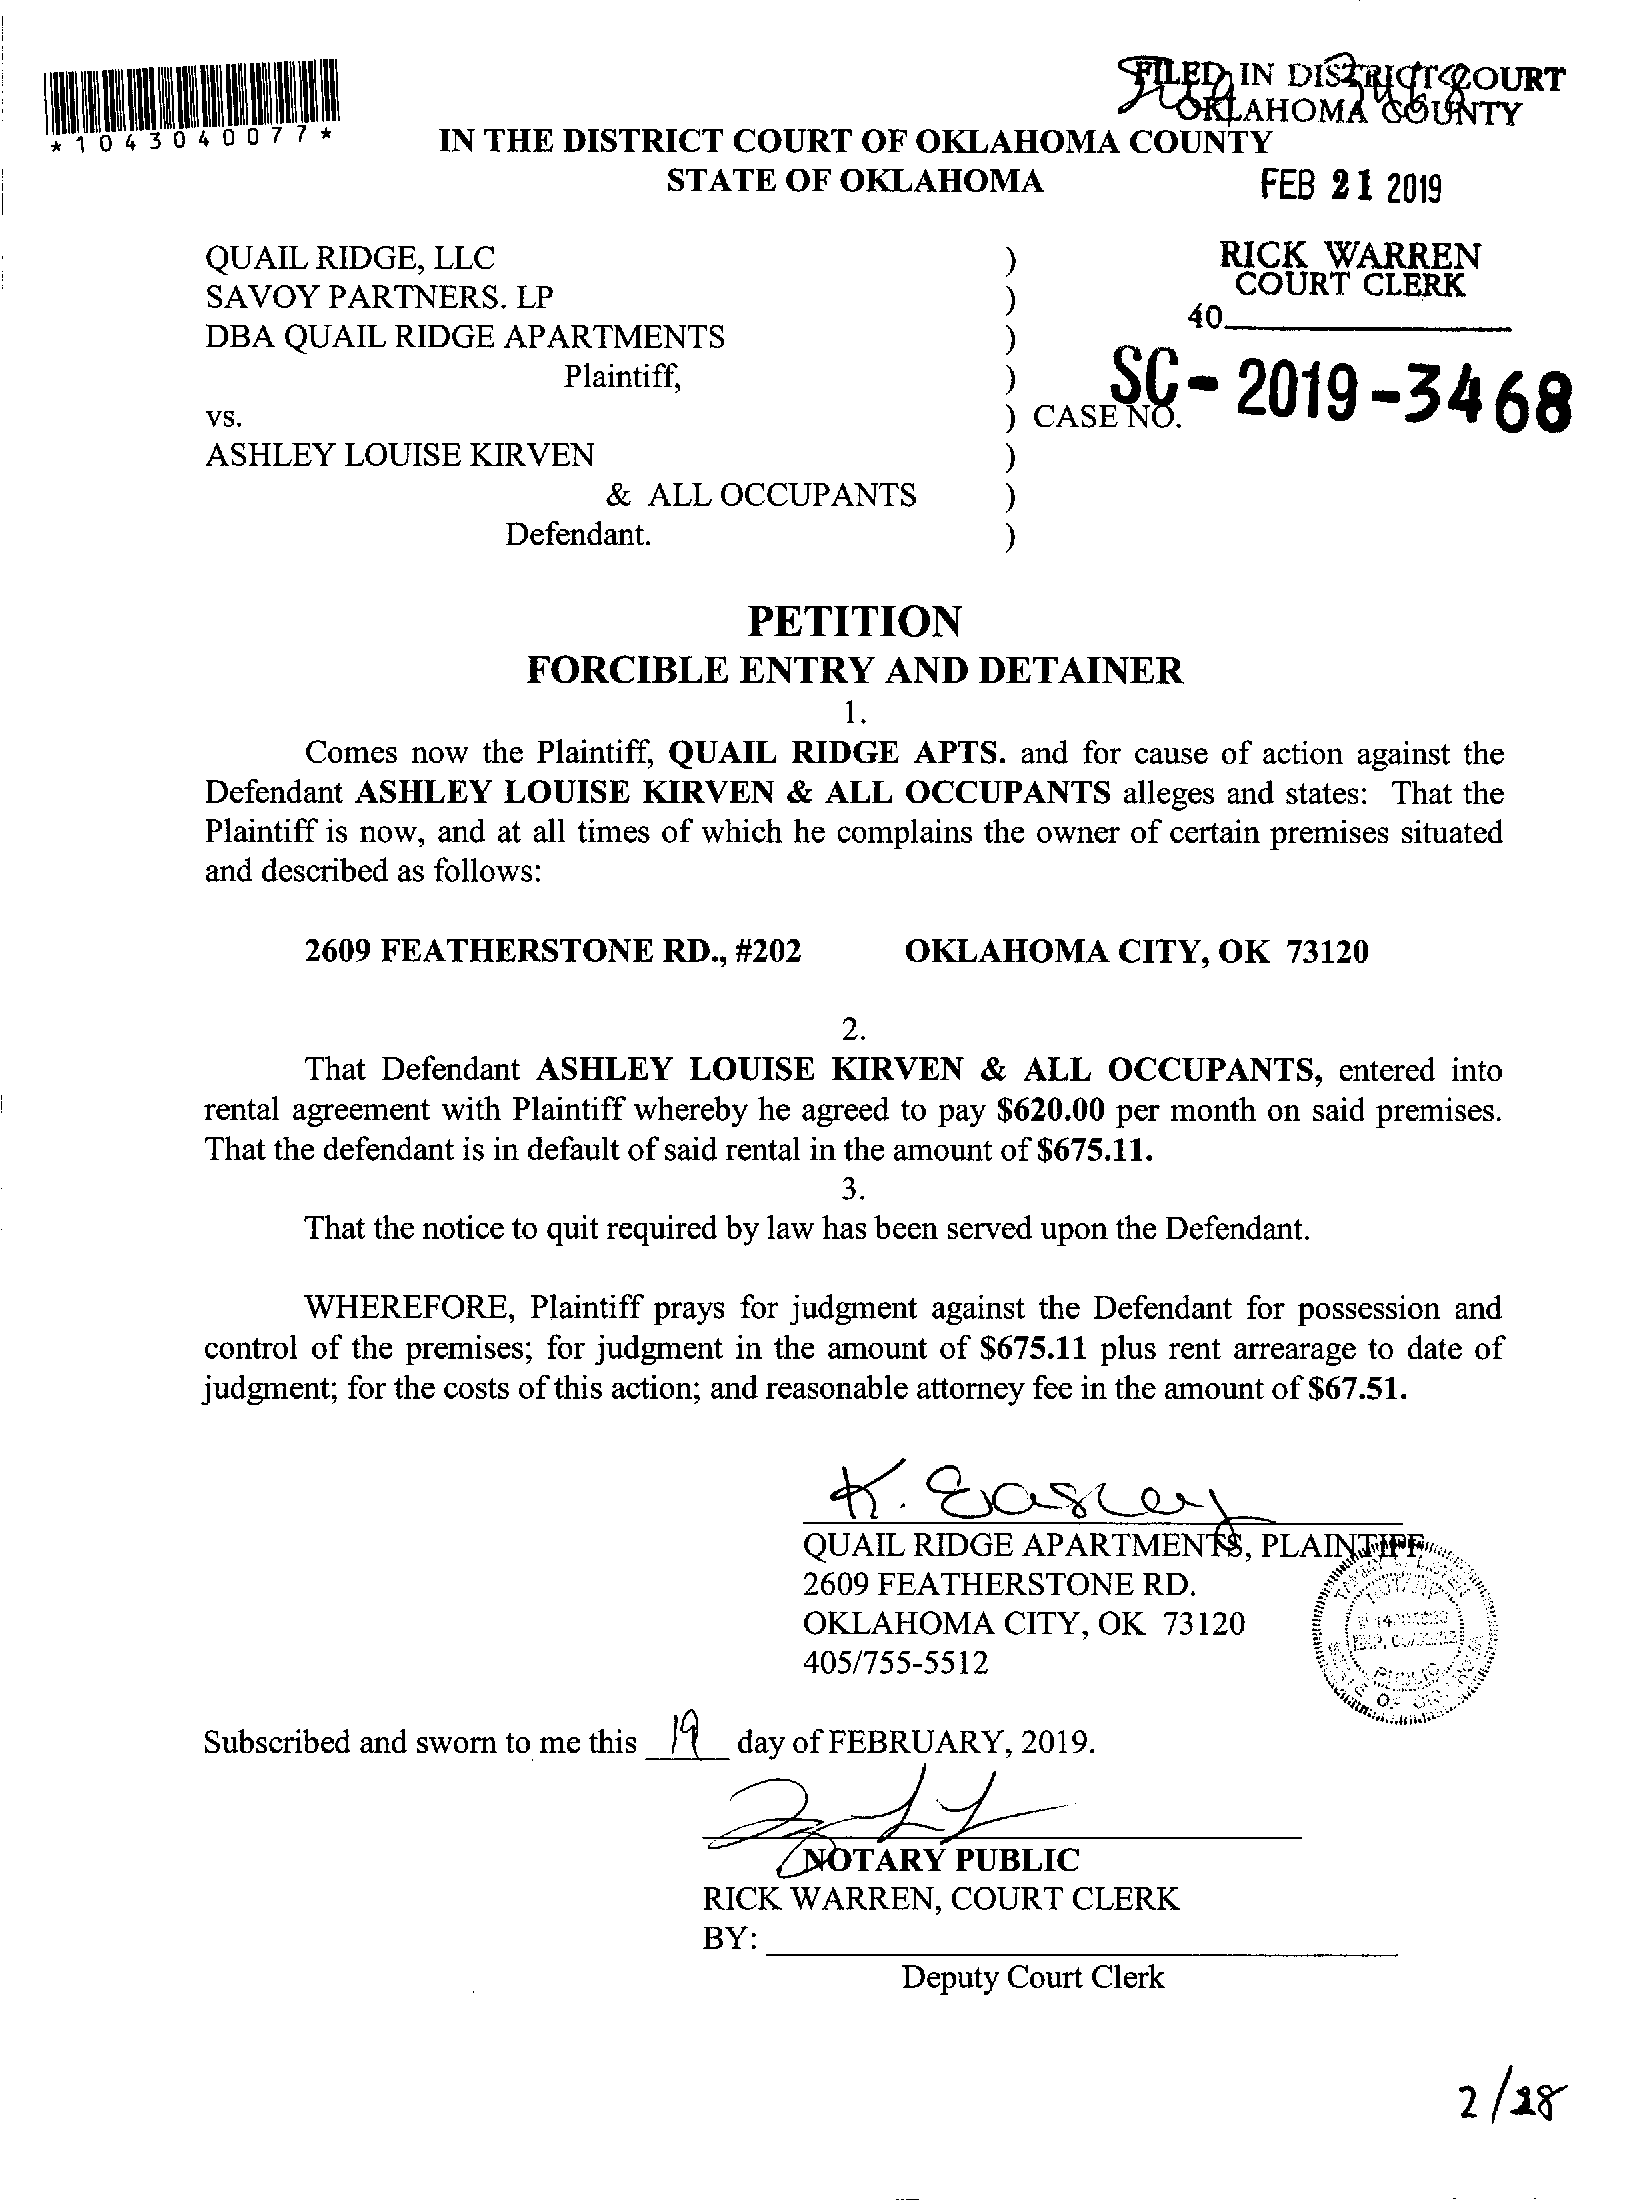 FILED IN DISTRICT COURT
OKLAHOMA COUNTY
*1043040077*
IN THE DISTRICT COURT OF OKLAHOMA COUNTY
STATE OF OKLAHOMA
FEB 21 2019
QUAIL RIDGE, LLC )
RICK WARREN
COURT CLERK
SAVOY PARTNERS. LP )
40
DBA QUAIL RIDGE APARTMENTS )
Plaintiff, )
SC-2019-3468
vs. ) CASE NO.
ASHLEY LOUISE KIRVEN )
& ALL OCCUPANTS )
Defendant. )
PETITION
FORCIBLE ENTRY AND DETAINER
1.
Comes now the Plaintiff, QUAIL RIDGE APTS. and for cause of action against the
Defendant ASHLEY LOUISE KIRVEN & ALL OCCUPANTS alleges and states: That the
Plaintiff is now, and at all times of which he complains the owner of certain premises situated
and described as follows:
2609 FEATHERSTONE RD., #202 OKLAHOMA CITY, OK 73120
2.
That Defendant ASHLEY LOUISE KIRVEN & ALL OCCUPANTS, entered into
rental agreement with Plaintiff whereby he agreed to pay $620.00 per month on said premises.
That the defendant is in default of said rental in the amount of $675.11.
3.
That the notice to quit required by law has been served upon the Defendant.
WHEREFORE, Plaintiff prays for judgment against the Defendant for possession and
control of the premises; for judgment in the amount of $675.11 plus rent arrearage to date of
judgment; for the costs of this action; and reasonable attorney fee in the amount of $67.51.
K. Easley
QUAIL RIDGE APARTMENTS, PLAINTIFF
2609 FEATHERSTONE RD.
OKLAHOMA CITY, OK 73120
405/755-5512
Subscribed and sworn to me this 19 day of FEBRUARY, 2019.
NOTARY PUBLIC
RICK WARREN, COURT CLERK
BY:
Deputy Court Clerk
2/28